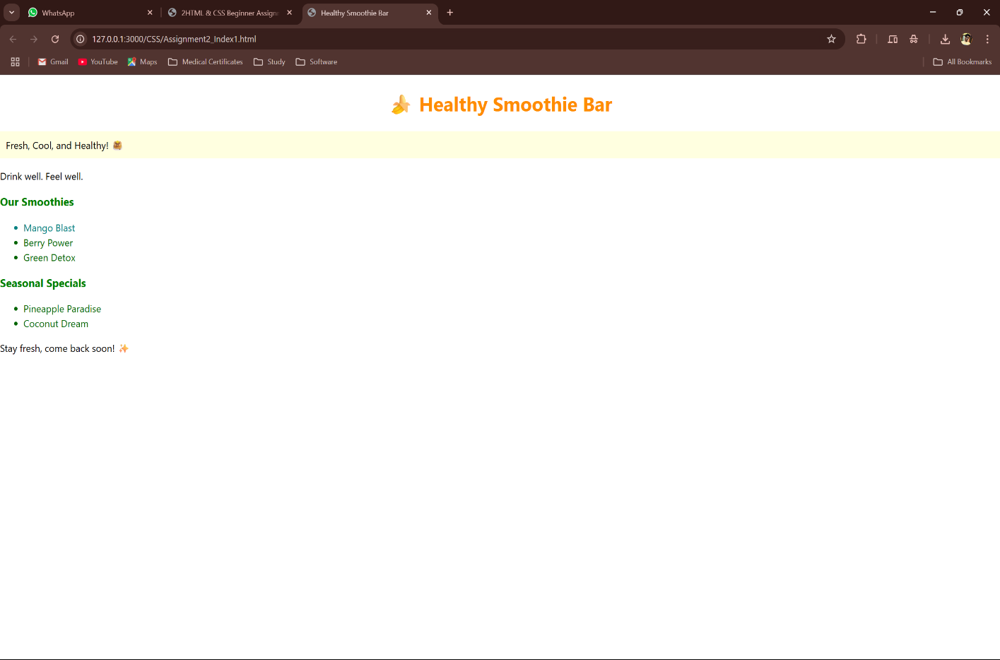 WhatsApp
2HTML & CSS Beginner Assign
Healthy Smoothie Bar
127.0.0.1:3000/CSS/Assignment2_Index1.html
Gmail YouTube Maps Medical Certificates Study Software All Bookmarks
🍌 Healthy Smoothie Bar
Fresh, Cool, and Healthy!
Drink well. Feel well.
Our Smoothies
• Mango Blast
• Berry Power
• Green Detox
Seasonal Specials
• Pineapple Paradise
• Coconut Dream
Stay fresh, come back soon! ✨